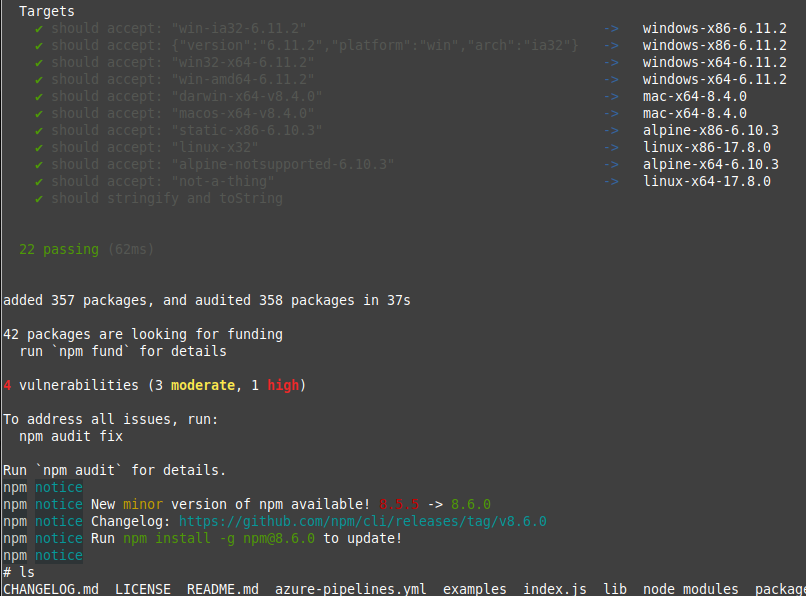 Targets
✔ should accept: "win-ia32-6.11.2" -> windows-x86-6.11.2
✔ should accept: {"version":"6.11.2","platform":"win","arch":"ia32"} -> windows-x86-6.11.2
✔ should accept: "win32-x64-6.11.2" -> windows-x64-6.11.2
✔ should accept: "win-amd64-6.11.2" -> windows-x64-6.11.2
✔ should accept: "darwin-x64-v8.4.0" -> mac-x64-8.4.0
✔ should accept: "macos-x64-v8.4.0" -> mac-x64-8.4.0
✔ should accept: "static-x86-6.10.3" -> alpine-x86-6.10.3
✔ should accept: "linux-x32" -> linux-x86-17.8.0
✔ should accept: "alpine-notsupported-6.10.3" -> alpine-x64-6.10.3
✔ should accept: "not-a-thing" -> linux-x64-17.8.0
✔ should stringify and toString
22 passing (62ms)
added 357 packages, and audited 358 packages in 37s
42 packages are looking for funding
run `npm fund` for details
4 vulnerabilities (3 moderate, 1 high)
To address all issues, run:
npm audit fix
Run `npm audit` for details.
npm notice
npm notice New minor version of npm available! 8.5.5 -> 8.6.0
npm notice Changelog: https://github.com/npm/cli/releases/tag/v8.6.0
npm notice Run npm install -g npm@8.6.0 to update!
npm notice
# ls
CHANGELOG.md LICENSE README.md azure-pipelines.yml examples index.js lib node_modules packag